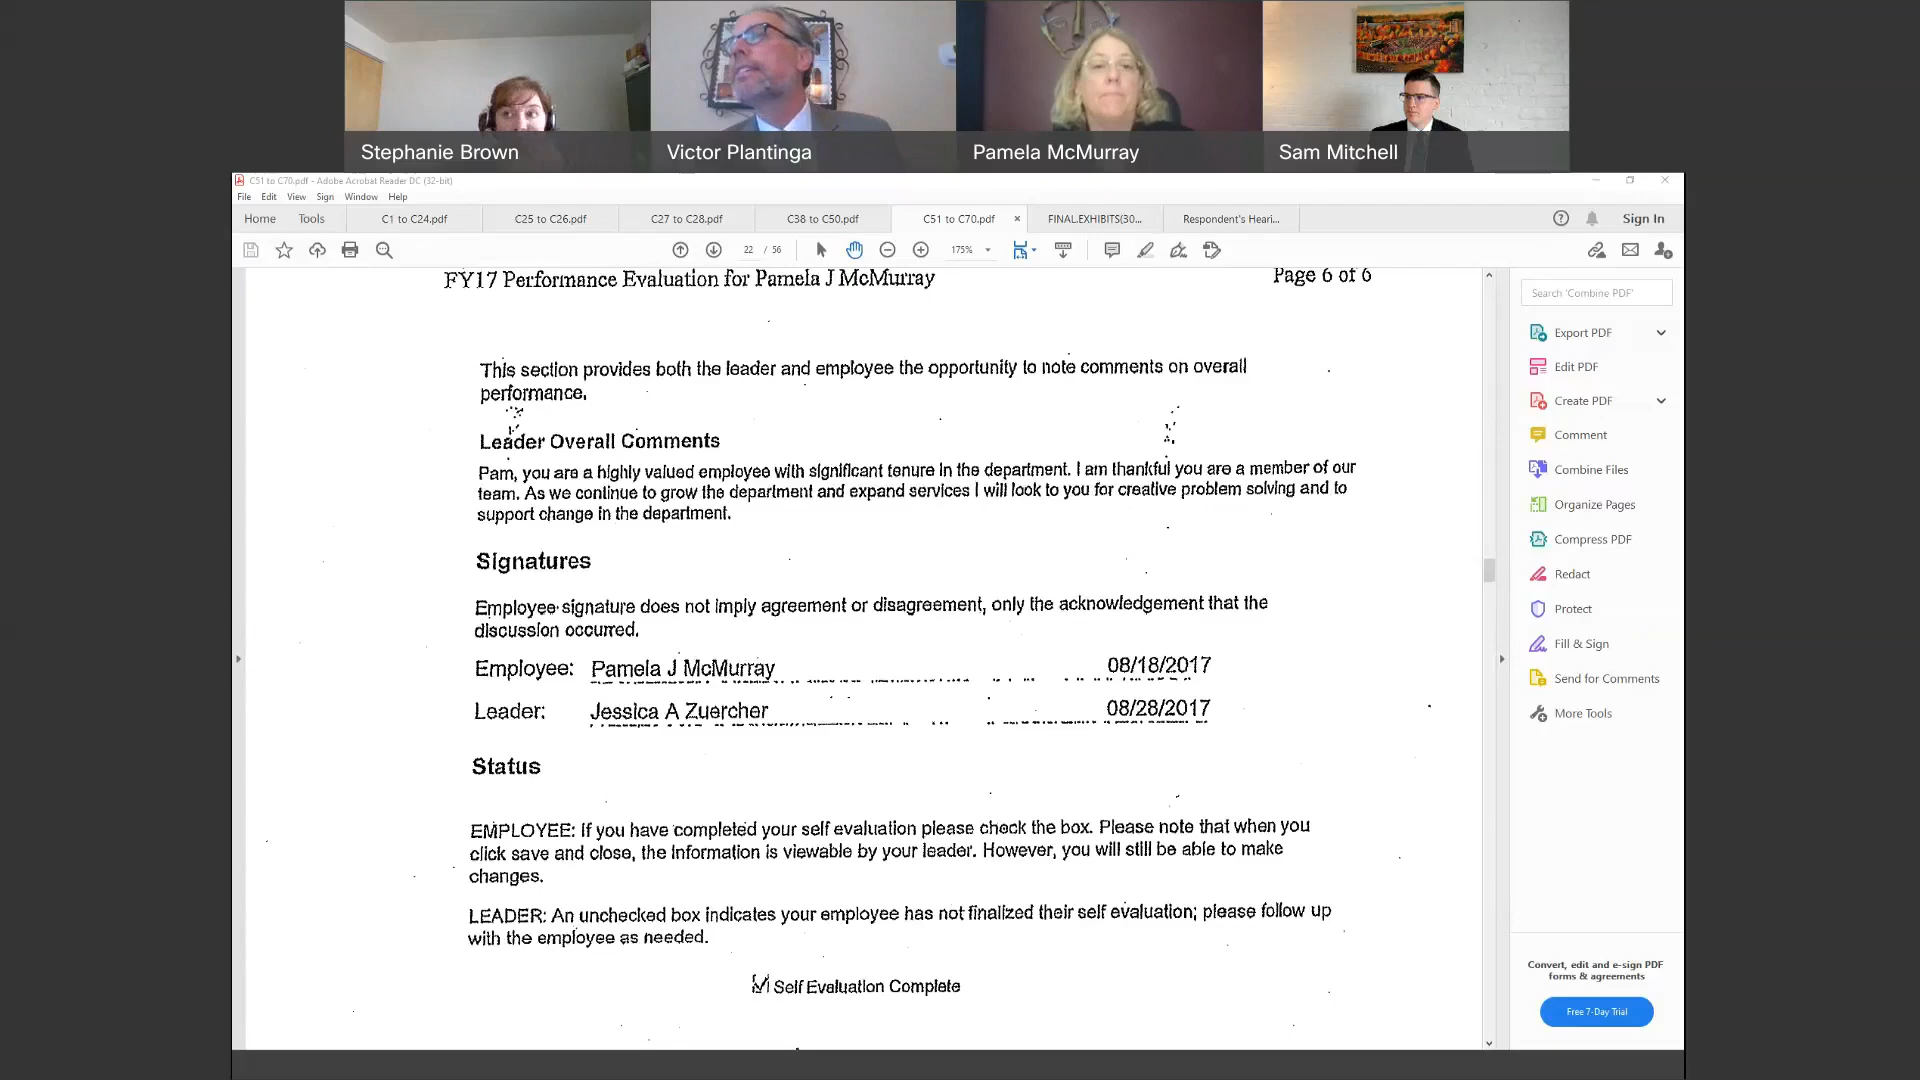 Stephanie Brown
Victor Plantinga
Pamela McMurray
Sam Mitchell
C51 to C70.pdf - Adobe Acrobat Reader DC (32-bit)
File Edit View Sign Window Help
Home Tools C1 to C24.pdf C25 to C26.pdf C27 to C28.pdf C38 to C50.pdf C51 to C70.pdf × FINAL.EXHIBITS(30... Respondent's Heari... Sign In
22 / 56 175%
FY17 Performance Evaluation for Pamela J McMurray Page 6 of 6
This section provides both the leader and employee the opportunity to note comments on overall
performance.
Leader Overall Comments
Pam, you are a highly valued employee with significant tenure in the department. I am thankful you are a member of our
team. As we continue to grow the department and expand services I will look to you for creative problem solving and to
support change in the department.
Signatures
Employee signature does not imply agreement or disagreement, only the acknowledgement that the
discussion occurred.
Employee: Pamela J McMurray 08/18/2017
Leader: Jessica A Zuercher 08/28/2017
Status
EMPLOYEE: If you have completed your self evaluation please check the box. Please note that when you
click save and close, the information is viewable by your leader. However, you will still be able to make
changes.
LEADER: An unchecked box indicates your employee has not finalized their self evaluation; please follow up
with the employee as needed.
Self Evaluation Complete
Search 'Combine PDF'
Export PDF
Edit PDF
Create PDF
Comment
Combine Files
Organize Pages
Compress PDF
Redact
Protect
Fill & Sign
Send for Comments
More Tools
Convert, edit and e-sign PDF
forms & agreements
Free 7-Day Trial